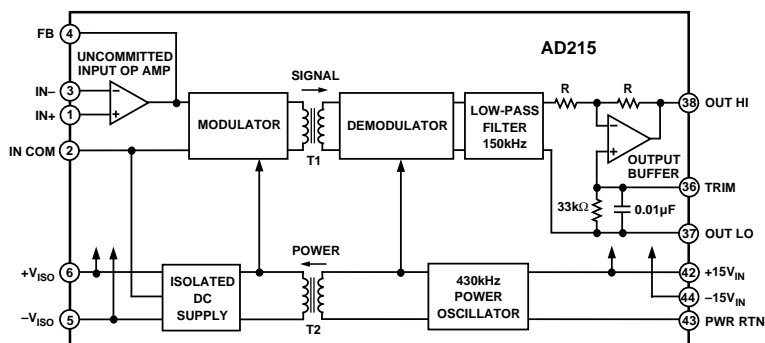 AD215
FB
4
UNCOMMITTED
INPUT OP AMP
IN–
3
IN+
1
IN COM
2
–
+
MODULATOR
SIGNAL
T1
DEMODULATOR
LOW-PASS
FILTER
150kHz
R
R
–
+
OUTPUT
BUFFER
38
OUT HI
36
TRIM
33kΩ
0.01μF
37
OUT LO
+VISO
6
–VISO
5
ISOLATED
DC
SUPPLY
POWER
T2
430kHz
POWER
OSCILLATOR
42
+15VIN
44
–15VIN
43
PWR RTN